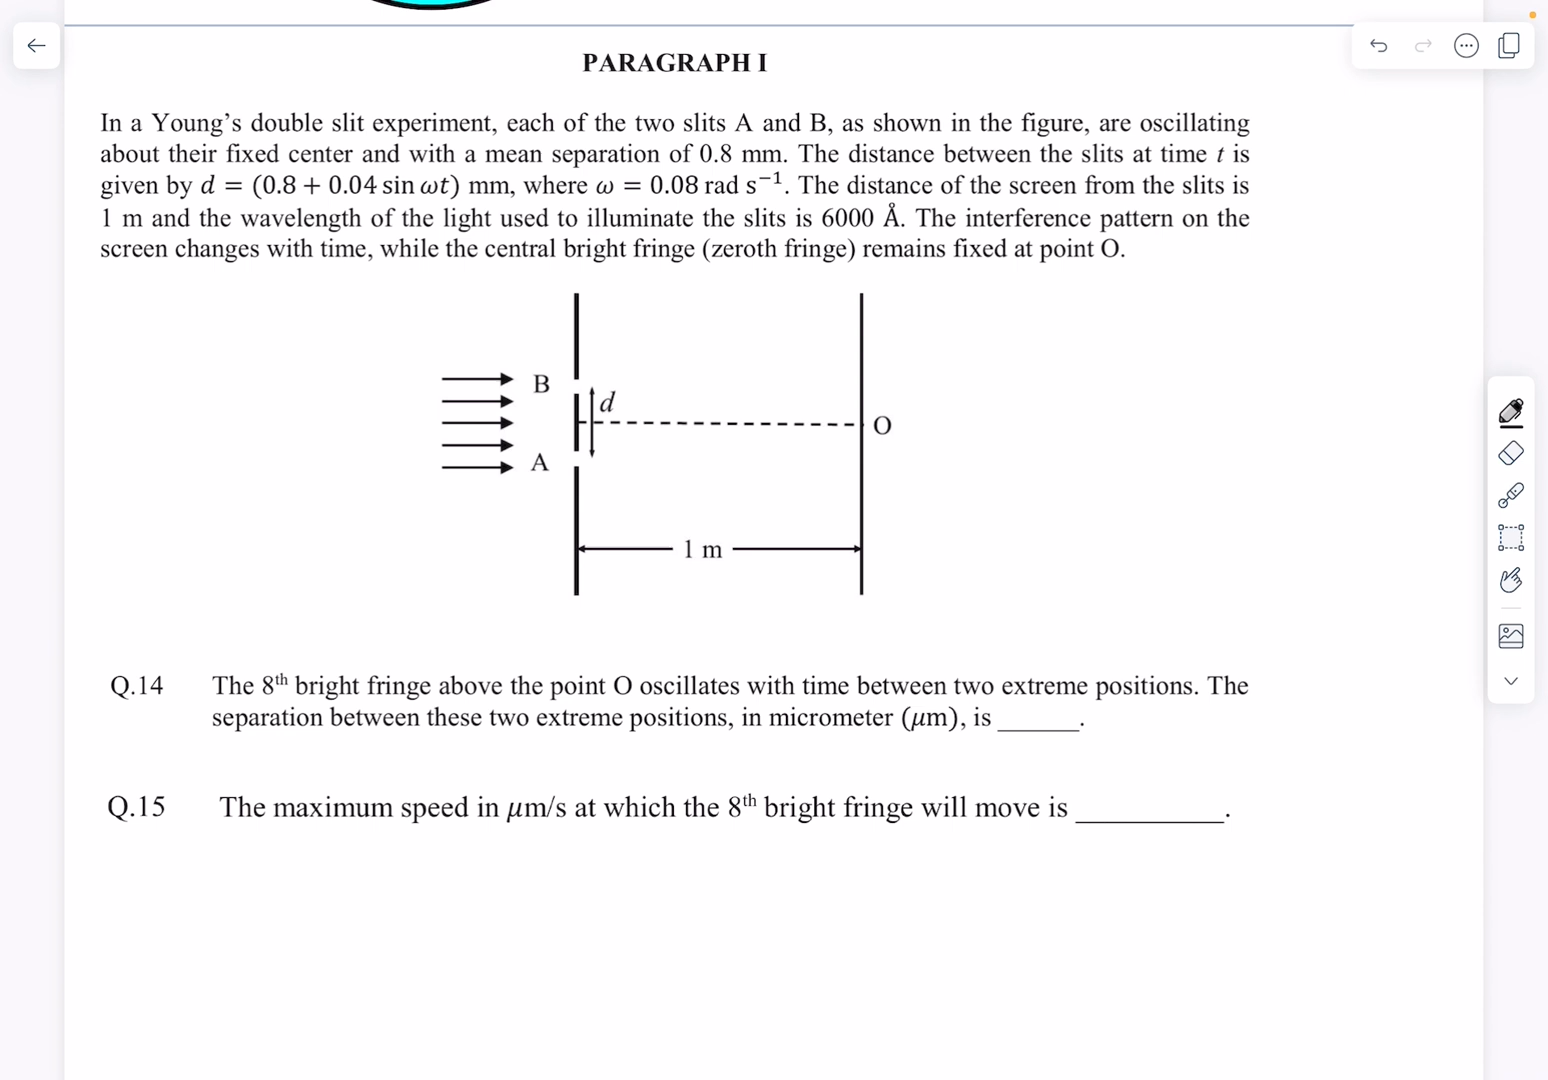 PARAGRAPH I
In a Young’s double slit experiment, each of the two slits A and B, as shown in the figure, are oscillating
about their fixed center and with a mean separation of 0.8 mm. The distance between the slits at time t is
given by d = (0.8 + 0.04 sin ωt) mm, where ω = 0.08 rad s⁻¹. The distance of the screen from the slits is
1 m and the wavelength of the light used to illuminate the slits is 6000 Å. The interference pattern on the
screen changes with time, while the central bright fringe (zeroth fringe) remains fixed at point O.
B
d
O
A
1 m
Q.14 The 8th bright fringe above the point O oscillates with time between two extreme positions. The
separation between these two extreme positions, in micrometer (μm), is ______.
Q.15 The maximum speed in μm/s at which the 8th bright fringe will move is __________.